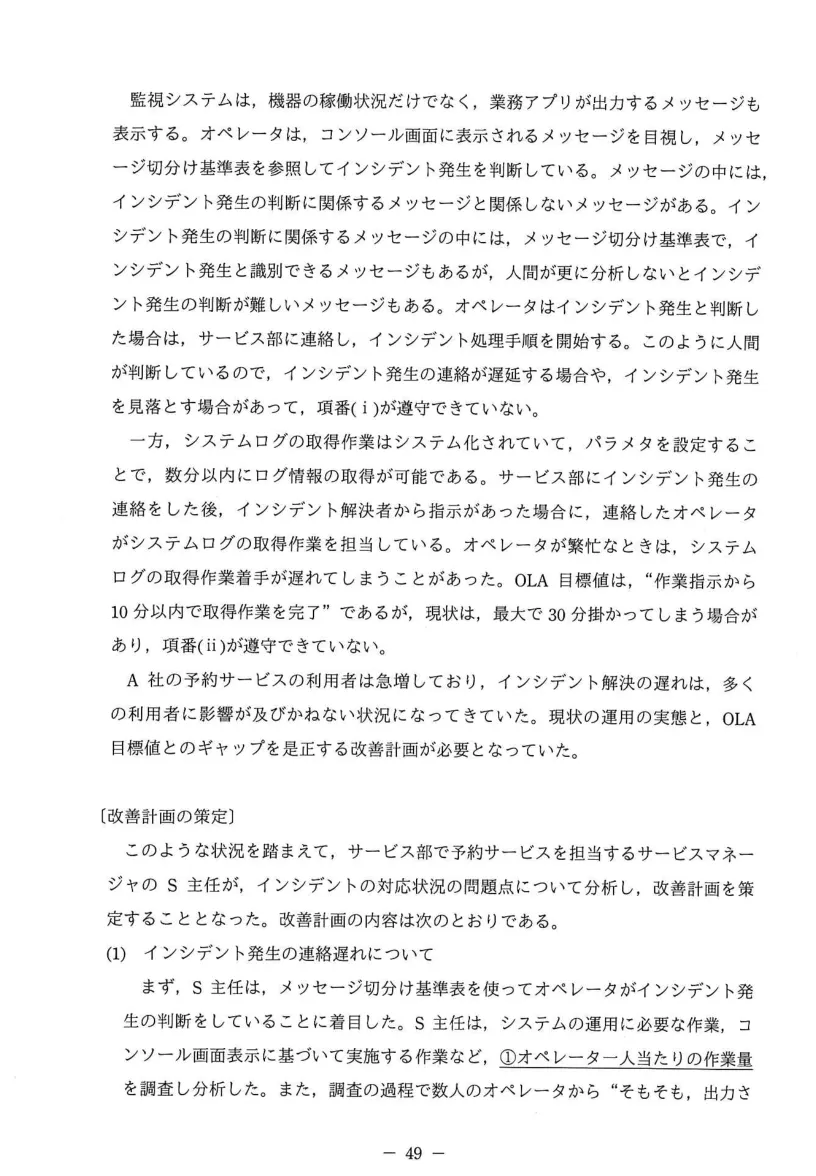 監視システムは，機器の稼働状況だけでなく，業務アプリが出力するメッセージも
表示する。オペレータは，コンソール画面に表示されるメッセージを目視し，メッセ
ージ切分け基準表を参照してインシデント発生を判断している。メッセージの中には，
インシデント発生の判断に関係するメッセージと関係しないメッセージがある。イン
シデント発生の判断に関係するメッセージの中には，メッセージ切分け基準表で，イ
ンシデント発生と識別できるメッセージもあるが，人間が更に分析しないとインシデ
ント発生の判断が難しいメッセージもある。オペレータはインシデント発生と判断し
た場合は，サービス部に連絡し，インシデント処理手順を開始する。このように人間
が判断しているので，インシデント発生の連絡が遅延する場合や，インシデント発生
を見落とす場合があって，項番(ⅰ)が遵守できていない。
一方，システムログの取得作業はシステム化されていて，パラメタを設定するこ
とで，数分以内にログ情報の取得が可能である。サービス部にインシデント発生の
連絡をした後，インシデント解決者から指示があった場合に，連絡したオペレータ
がシステムログの取得作業を担当している。オペレータが繁忙なときは，システム
ログの取得作業着手が遅れてしまうことがあった。OLA 目標値は，“作業指示から
10 分以内で取得作業を完了”であるが，現状は，最大で 30 分掛かってしまう場合が
あり，項番(ⅱ)が遵守できていない。
A 社の予約サービスの利用者は急増しており，インシデント解決の遅れは，多く
の利用者に影響が及びかねない状況になってきていた。現状の運用の実態と，OLA
目標値とのギャップを是正する改善計画が必要となっていた。
〔改善計画の策定〕
このような状況を踏まえて，サービス部で予約サービスを担当するサービスマネー
ジャの S 主任が，インシデントの対応状況の問題点について分析し，改善計画を策
定することとなった。改善計画の内容は次のとおりである。
(1) インシデント発生の連絡遅れについて
まず，S 主任は，メッセージ切分け基準表を使ってオペレータがインシデント発
生の判断をしていることに着目した。S 主任は，システムの運用に必要な作業，コ
ンソール画面表示に基づいて実施する作業など，①オペレータ一人当たりの作業量
を調査し分析した。また，調査の過程で数人のオペレータから“そもそも，出力さ
－ 49 －